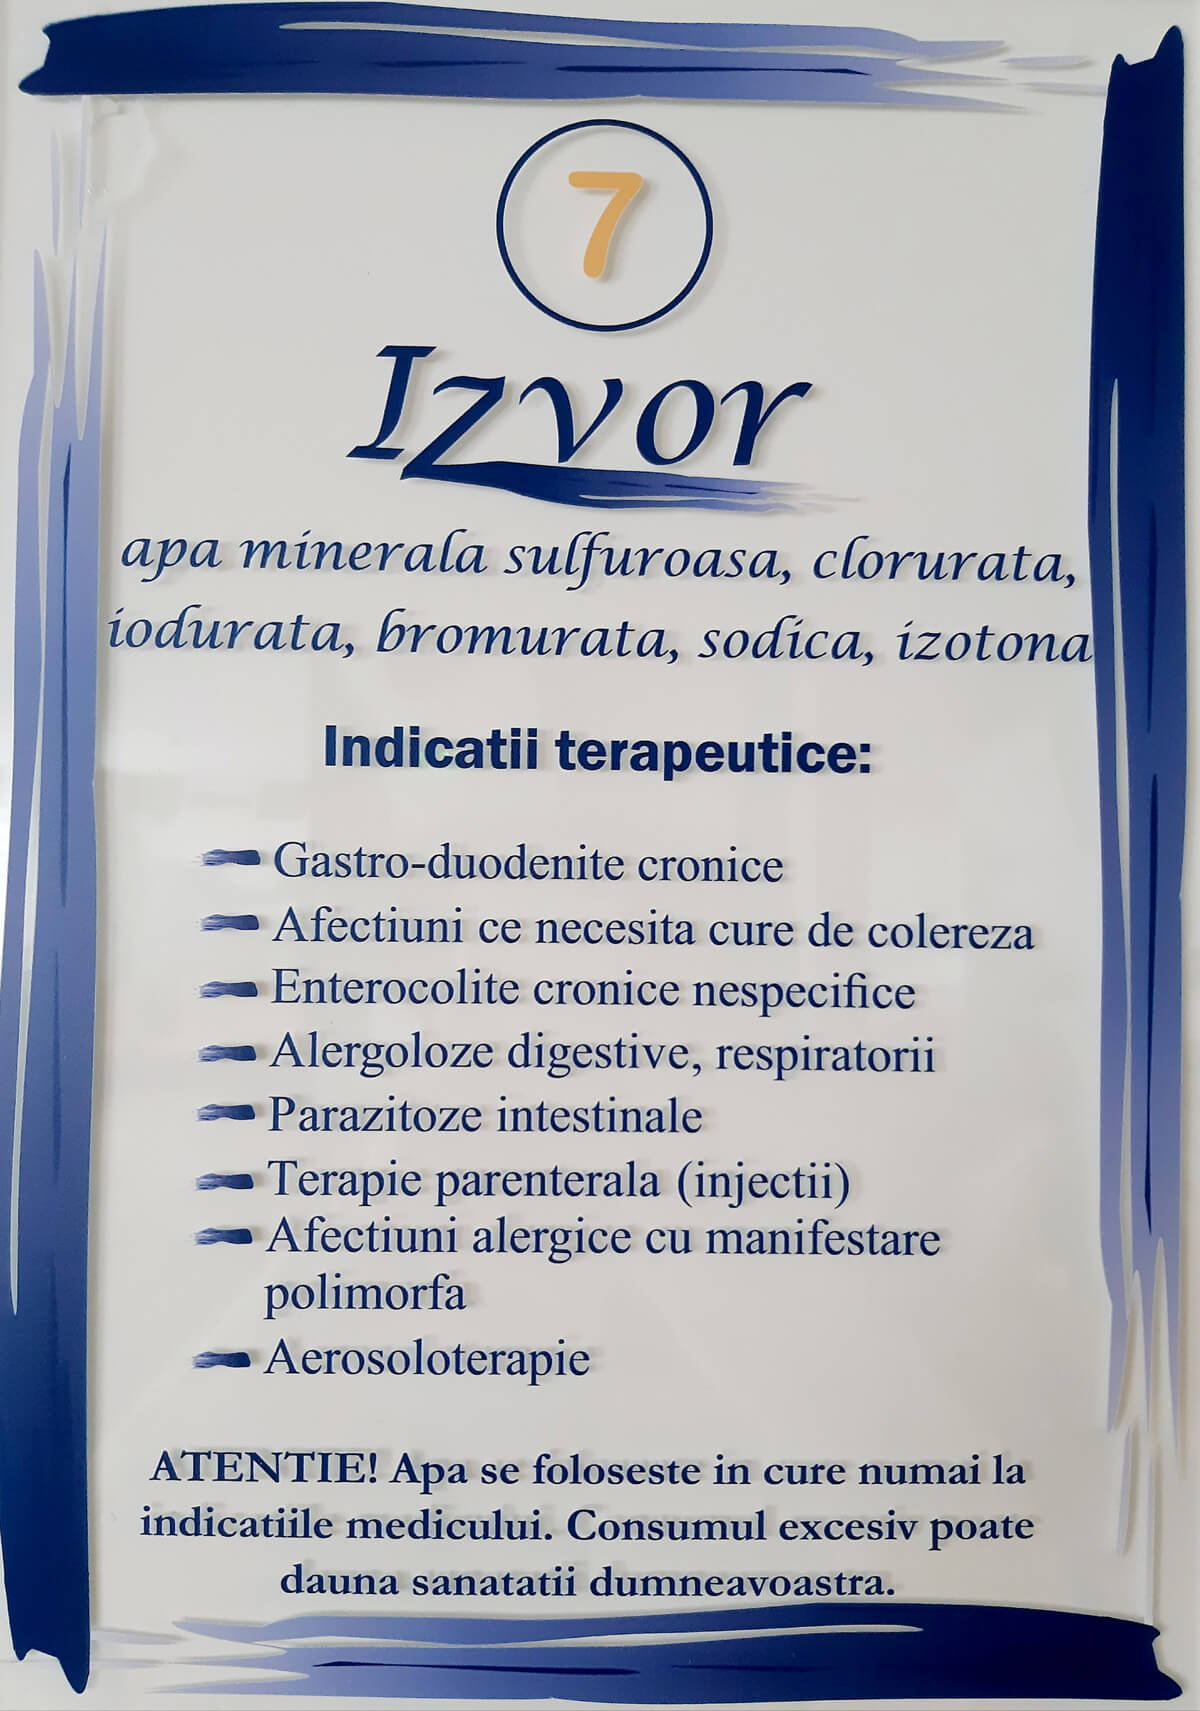 7
Izvor
apa minerala sulfuroasa, clorurata,
iodurata, bromurata, sodica, izotona
Indicatii terapeutice:
Gastro-duodenite cronice
Afectiuni ce necesita cure de colereza
Enterocolite cronice nespecifice
Alergoloze digestive, respiratorii
Parazitoze intestinale
Terapie parenterala (injectii)
Afectiuni alergice cu manifestare
polimorfa
Aerosoloterapie
ATENTIE! Apa se foloseste in cure numai la
indicatiile medicului. Consumul excesiv poate
dauna sanatatii dumneavoastra.